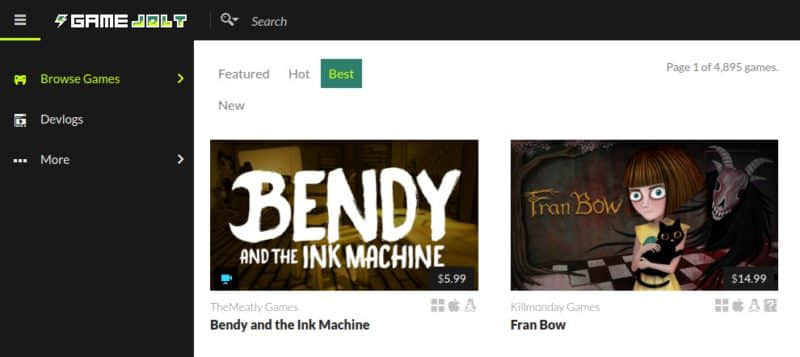 GAME JOLT
Search
Browse Games
Devlogs
More
Featured Hot Best
New
Page 1 of 4,895 games.
BENDY
AND THE INK MACHINE
$5.99
TheMeatly Games
Bendy and the Ink Machine
Fran Bow
$14.99
Killmonday Games
Fran Bow